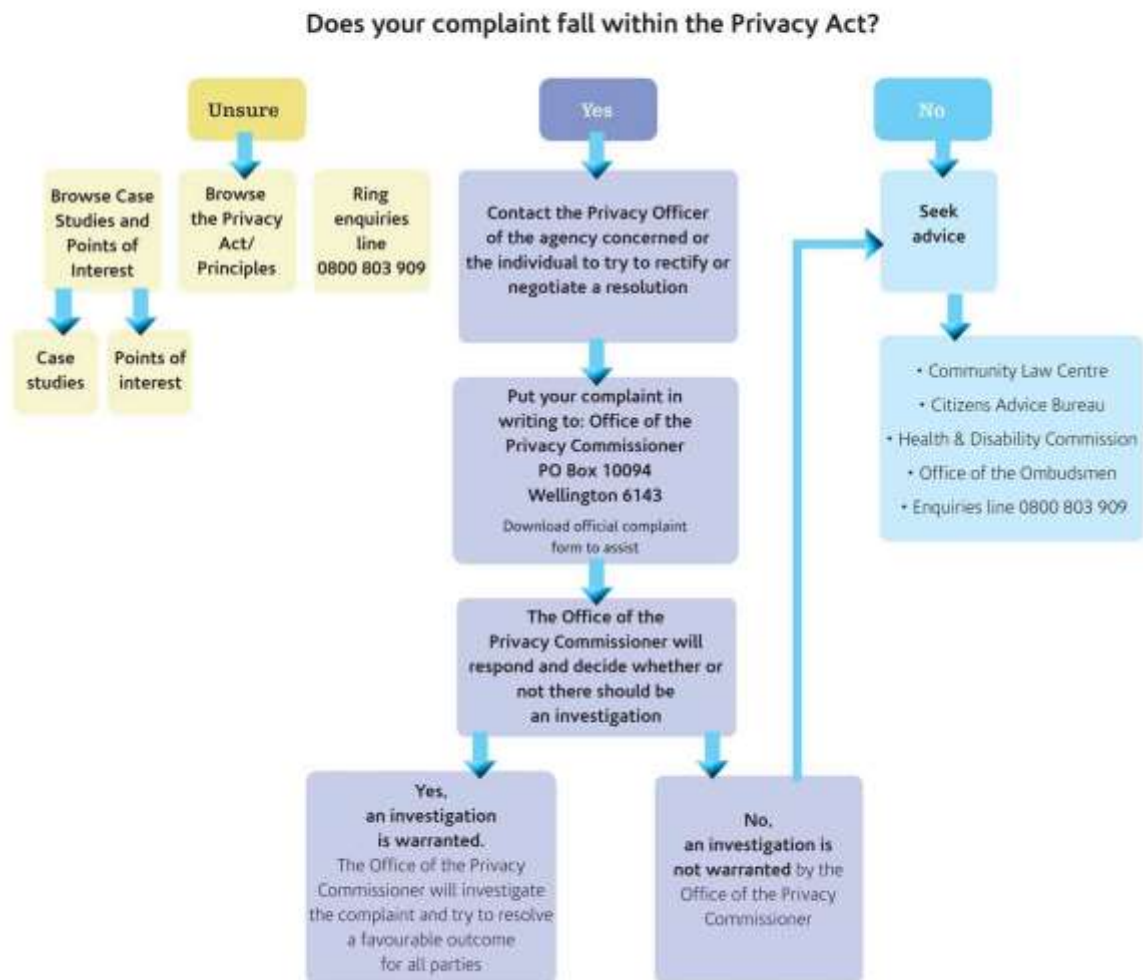 Does your complaint fall within the Privacy Act?
Unsure
Browse Case
Studies and
Points of
Interest
Browse
the Privacy
Act/
Principles
Ring
enquiries
line
0800 803 909
Case
studies
Points of
interest
Yes
Contact the Privacy Officer
of the agency concerned or
the individual to try to rectify or
negotiate a resolution
Put your complaint in
writing to: Office of the
Privacy Commissioner
PO Box 10094
Wellington 6143
Download official complaint
form to assist
The Office of the
Privacy Commissioner will
respond and decide whether or
not there should be
an investigation
Yes,
an investigation
is warranted.
The Office of the Privacy
Commissioner will investigate
the complaint and try to resolve
a favourable outcome
for all parties
No,
an investigation is
not warranted by the
Office of the Privacy
Commissioner
No
Seek
advice
• Community Law Centre
• Citizens Advice Bureau
• Health & Disability Commission
• Office of the Ombudsmen
• Enquiries line 0800 803 909